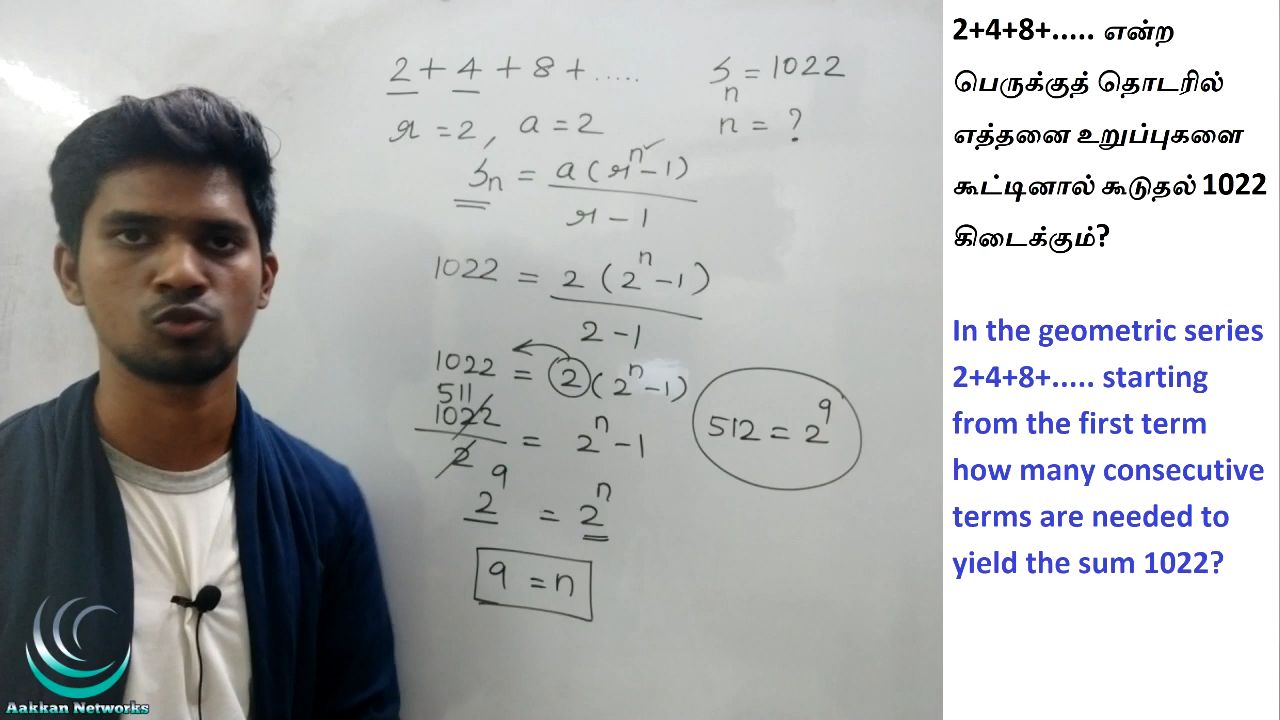 2+4+8+..... S_n = 1022
r = 2, a = 2 n = ?
S_n = a(r^n - 1) / r - 1
1022 = 2(2^n - 1) / 2 - 1
1022 = 2(2^n - 1)
511
1022 / 2 = 2^n - 1
512 = 2^9
2^9 = 2^n
9 = n
Aakkan Networks
2+4+8+..... என்ற
பெருக்குத் தொடரில்
எத்தனை உறுப்புகளை
கூட்டினால் கூடுதல் 1022
கிடைக்கும்?
In the geometric series
2+4+8+..... starting
from the first term
how many consecutive
terms are needed to
yield the sum 1022?